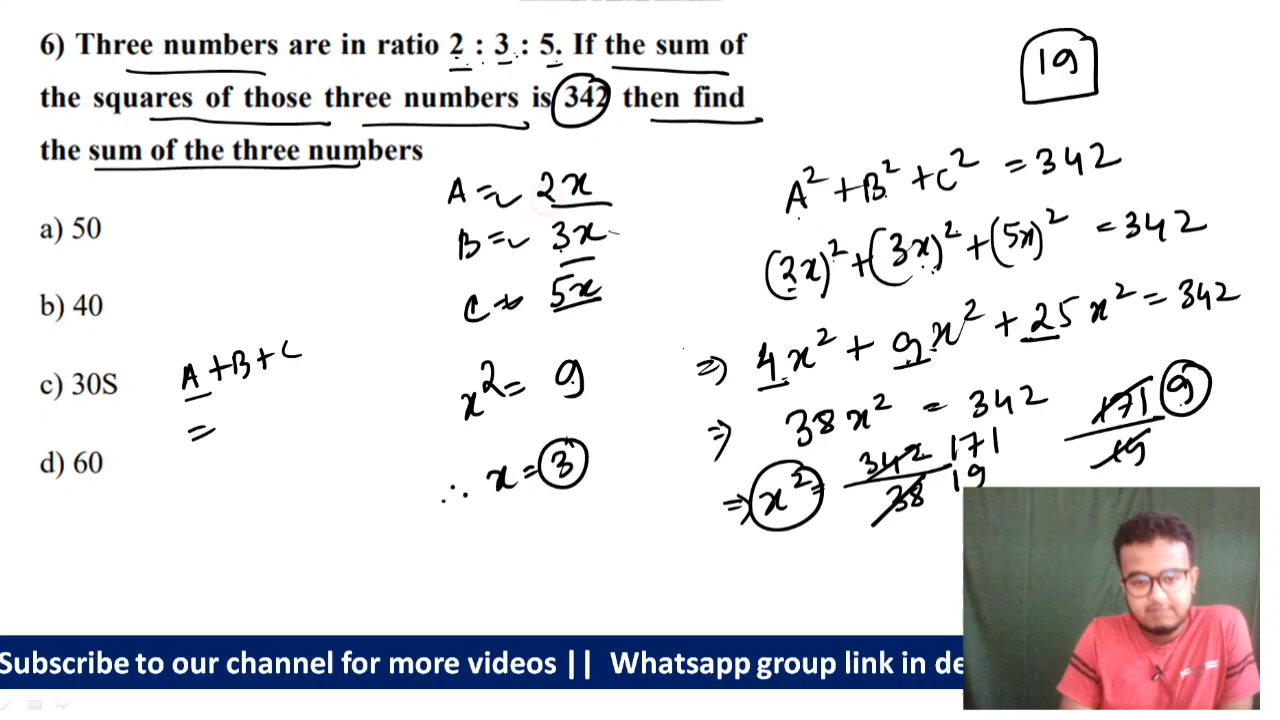 6) Three numbers are in ratio 2 : 3 : 5. If the sum of
the squares of those three numbers is 342 then find
the sum of the three numbers
a) 50
b) 40
c) 30S
d) 60
19
A = 2x
B = 3x
C → 5x
x² = 9
∴ x = 3
A + B + C
=
A² + B² + C² = 342
(2x)² + (3x)² + (5x)² = 342
⇒ 4x² + 9x² + 25x² = 342
⇒ 38x² = 342
⇒ x² = 342/38 171 19
171/19 9
Subscribe to our channel for more videos || Whatsapp group link in de